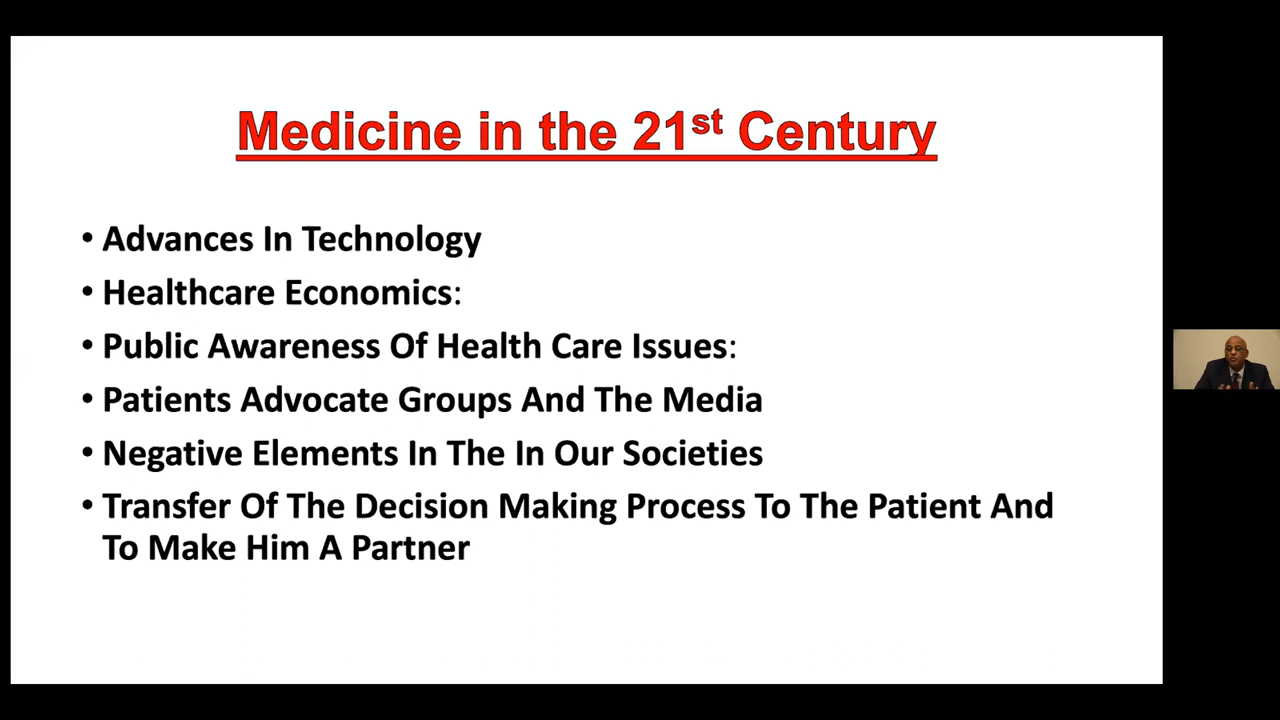 Medicine in the 21st Century
• Advances In Technology
• Healthcare Economics:
• Public Awareness Of Health Care Issues:
• Patients Advocate Groups And The Media
• Negative Elements In The In Our Societies
• Transfer Of The Decision Making Process To The Patient And
To Make Him A Partner